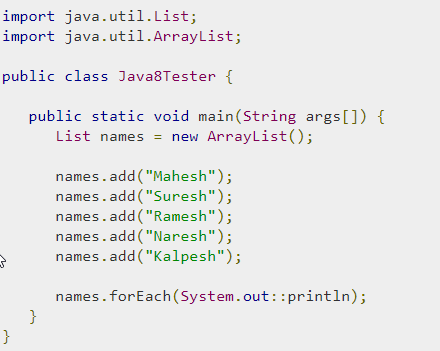 import java.util.List;
import java.util.ArrayList;
public class Java8Tester {
public static void main(String args[]) {
List names = new ArrayList();
names.add("Mahesh");
names.add("Suresh");
names.add("Ramesh");
names.add("Naresh");
names.add("Kalpesh");
names.forEach(System.out::println);
}
}